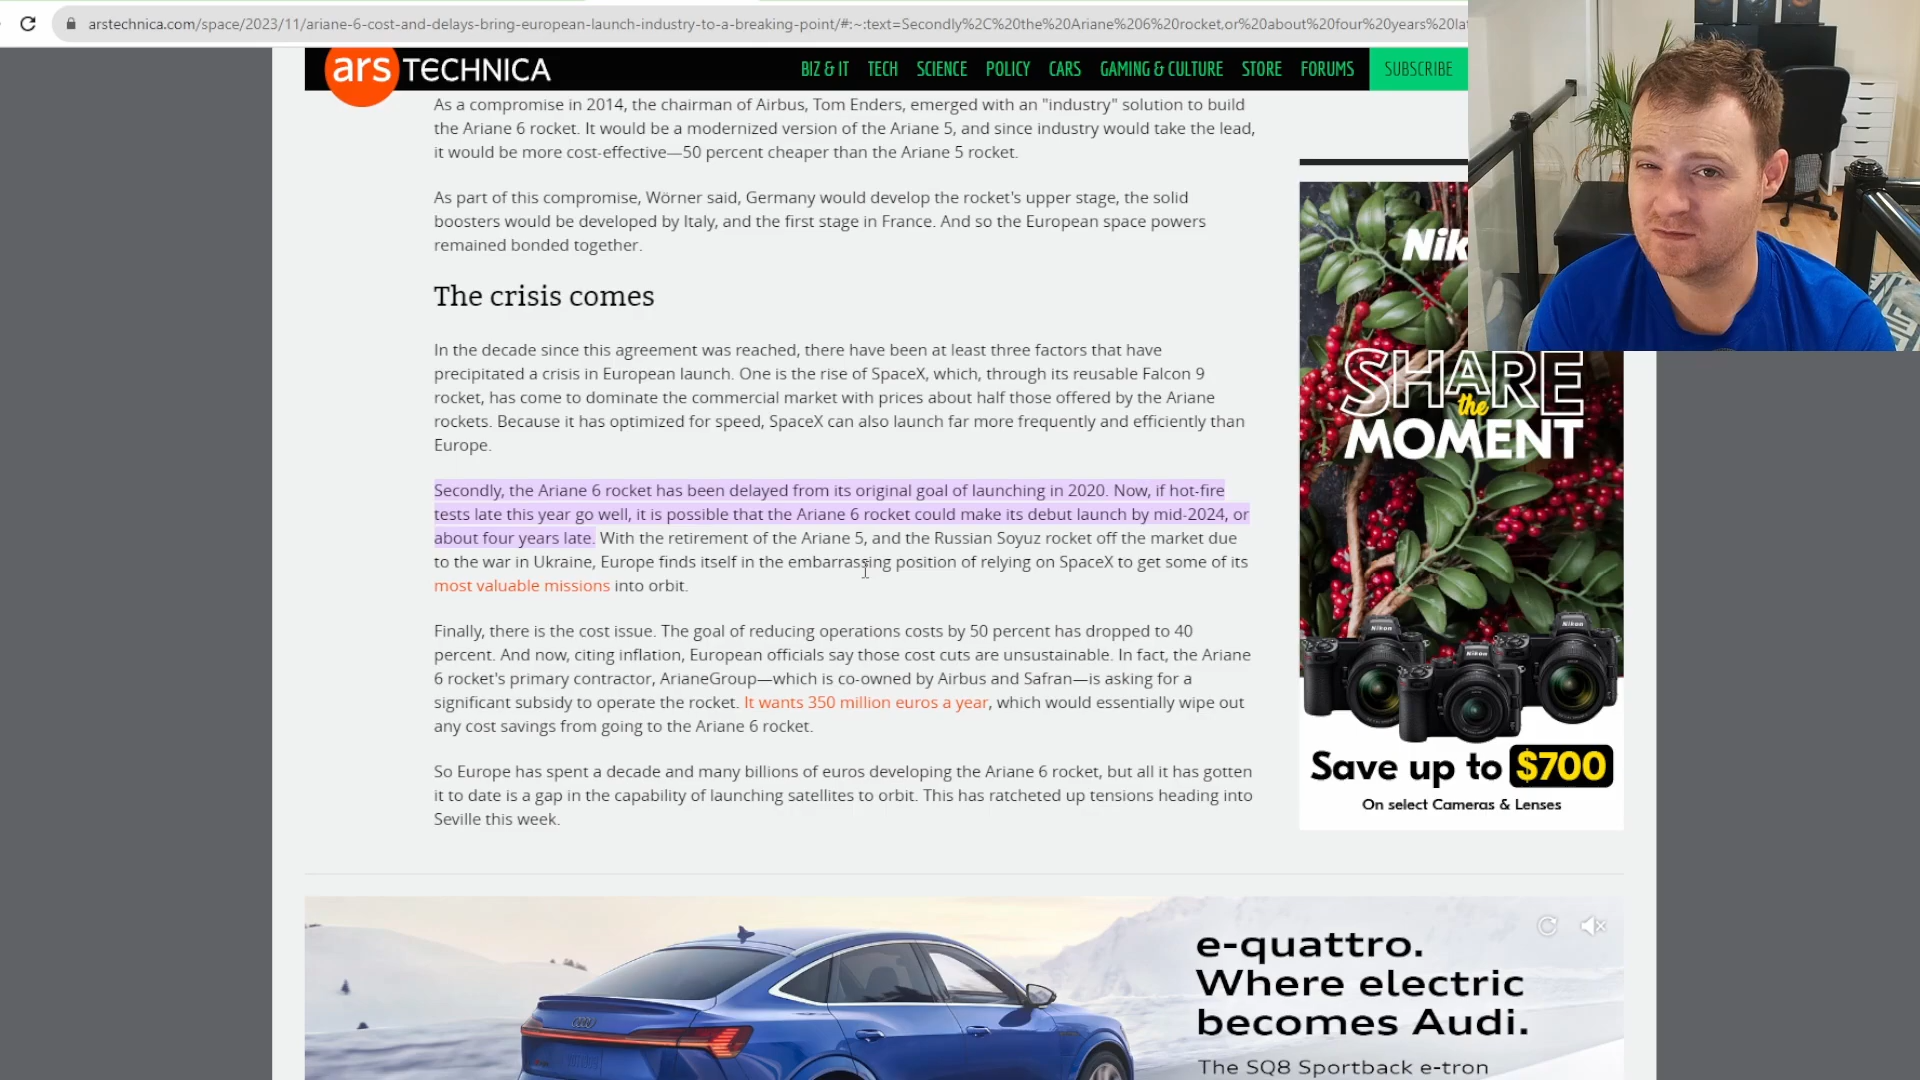 arstechnica.com/space/2023/11/ariane-6-cost-and-delays-bring-european-launch-industry-to-a-breaking-point/#:~:text=Secondly%2C%20the%20Ariane%206%20rocket,or%20about%20four%20years%20lat
ars TECHNICA
BIZ & IT TECH SCIENCE POLICY CARS GAMING & CULTURE STORE FORUMS SUBSCRIBE
As a compromise in 2014, the chairman of Airbus, Tom Enders, emerged with an "industry" solution to build
the Ariane 6 rocket. It would be a modernized version of the Ariane 5, and since industry would take the lead,
it would be more cost-effective—50 percent cheaper than the Ariane 5 rocket.
As part of this compromise, Wörner said, Germany would develop the rocket's upper stage, the solid
boosters would be developed by Italy, and the first stage in France. And so the European space powers
remained bonded together.
The crisis comes
In the decade since this agreement was reached, there have been at least three factors that have
precipitated a crisis in European launch. One is the rise of SpaceX, which, through its reusable Falcon 9
rocket, has come to dominate the commercial market with prices about half those offered by the Ariane
rockets. Because it has optimized for speed, SpaceX can also launch far more frequently and efficiently than
Europe.
Secondly, the Ariane 6 rocket has been delayed from its original goal of launching in 2020. Now, if hot-fire
tests late this year go well, it is possible that the Ariane 6 rocket could make its debut launch by mid-2024, or
about four years late. With the retirement of the Ariane 5, and the Russian Soyuz rocket off the market due
to the war in Ukraine, Europe finds itself in the embarrassing position of relying on SpaceX to get some of its
most valuable missions into orbit.
Finally, there is the cost issue. The goal of reducing operations costs by 50 percent has dropped to 40
percent. And now, citing inflation, European officials say those cost cuts are unsustainable. In fact, the Ariane
6 rocket's primary contractor, ArianeGroup—which is co-owned by Airbus and Safran—is asking for a
significant subsidy to operate the rocket. It wants 350 million euros a year, which would essentially wipe out
any cost savings from going to the Ariane 6 rocket.
So Europe has spent a decade and many billions of euros developing the Ariane 6 rocket, but all it has gotten
it to date is a gap in the capability of launching satellites to orbit. This has ratcheted up tensions heading into
Seville this week.
Nik
SHARE
the
MOMENT
Nikon
Nikon
Nikon
Save up to $700
On select Cameras & Lenses
e-quattro.
Where electric
becomes Audi.
The SQ8 Sportback e-tron